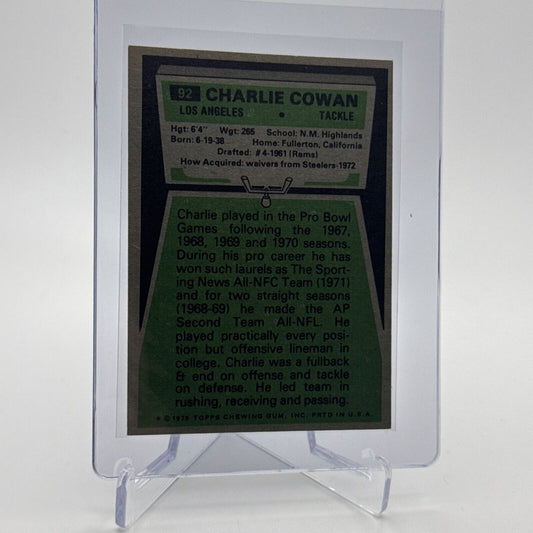 92 CHARLIE COWAN
LOS ANGELES • TACKLE
Hgt: 6'4" Wgt: 265 School: N.M. Highlands
Born: 6-19-38 Home: Fullerton, California
Drafted: #4-1961 (Rams)
How Acquired: waivers from Steelers-1972
Charlie played in the Pro Bowl
Games following the 1967,
1968, 1969 and 1970 seasons.
During his pro career he has
won such laurels as The Sport-
ing News All-NFC Team (1971)
and for two straight seasons
(1968-69) he made the AP
Second Team All-NFL. He
played practically every posi-
tion but offensive lineman in
college. Charlie was a fullback
& end on offense and tackle
on defense. He led team in
rushing, receiving and passing.
* © 1975 TOPPS CHEWING GUM, INC. PRTD IN U.S.A.